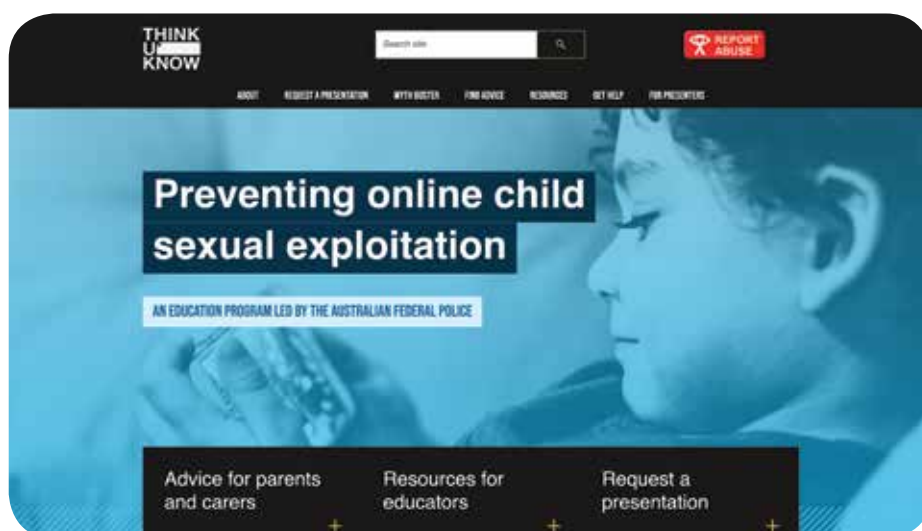 THINK
U
KNOW
Search site
REPORT
ABUSE
ABOUT
REQUEST A PRESENTATION
MYTH BUSTER
FIND ADVICE
RESOURCES
GET HELP
FOR PRESENTERS
Preventing online child
sexual exploitation
AN EDUCATION PROGRAM LED BY THE AUSTRALIAN FEDERAL POLICE
Advice for parents
and carers
+
Resources for
educators
+
Request a
presentation
+